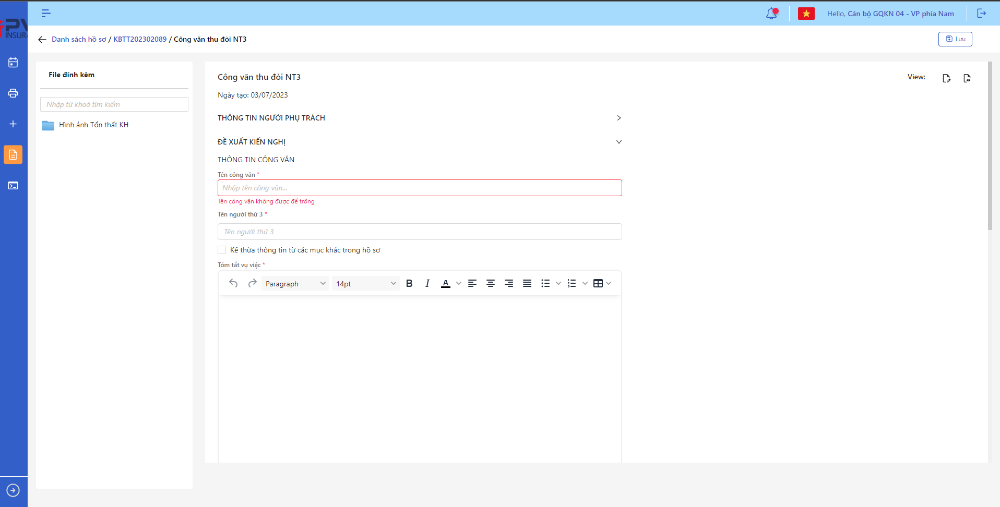 Hello, Cán bộ GQKN 04 - VP phía Nam
INSUR
Danh sách hồ sơ / KBTT202302089 / Công văn thu đòi NT3
Lưu
File đính kèm
Nhập từ khoá tìm kiếm
Hình ảnh Tổn thất KH
Công văn thu đòi NT3
View:
Ngày tạo: 03/07/2023
THÔNG TIN NGƯỜI PHỤ TRÁCH
ĐỀ XUẤT KIẾN NGHỊ
THÔNG TIN CÔNG VĂN
Tên công văn *
Nhập tên công văn...
Tên công văn không được để trống
Tên người thứ 3 *
Tên người thứ 3
Kế thừa thông tin từ các mục khác trong hồ sơ
Tóm tắt vụ việc *
Paragraph 14pt B I A